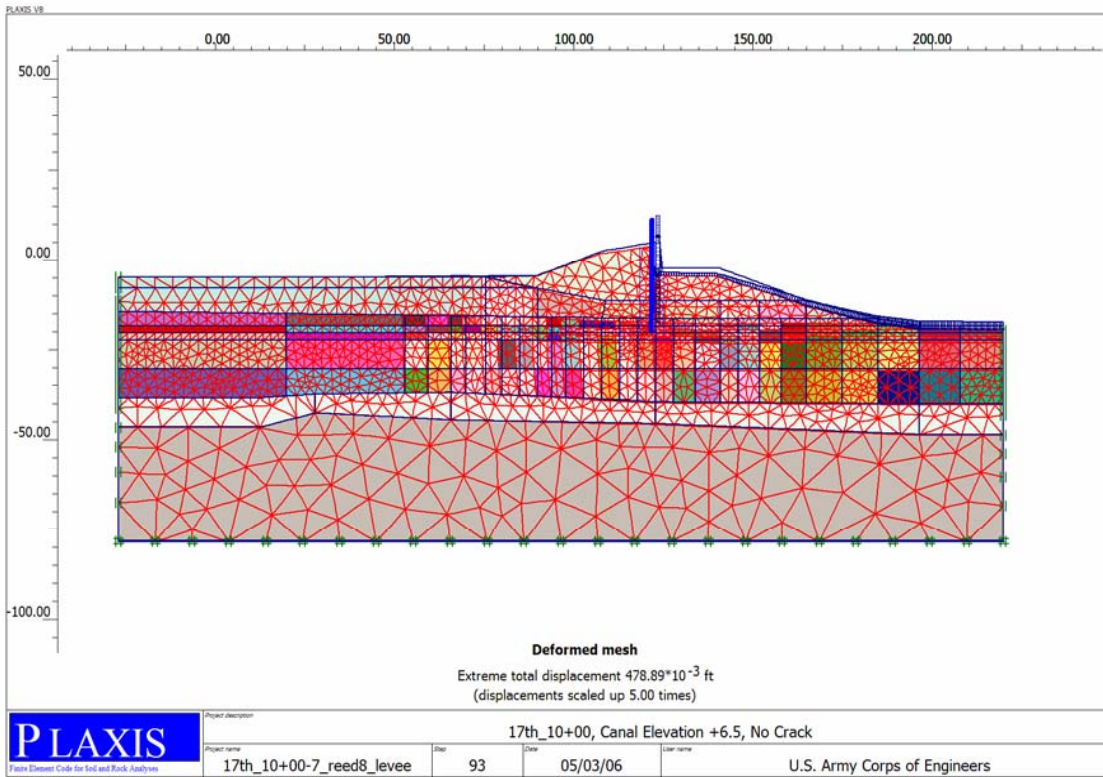 PLAXIS V8
0.00 50.00 100.00 150.00 200.00
50.00
0.00
-50.00
-100.00
Deformed mesh
Extreme total displacement 478.89*10-3 ft
(displacements scaled up 5.00 times)
PLAXIS
Finite Element Code for Soil and Rock Analyses
Project description
17th_10+00, Canal Elevation +6.5, No Crack
Project name Step Date User name
17th_10+00-7_reed8_levee 93 05/03/06 U.S. Army Corps of Engineers